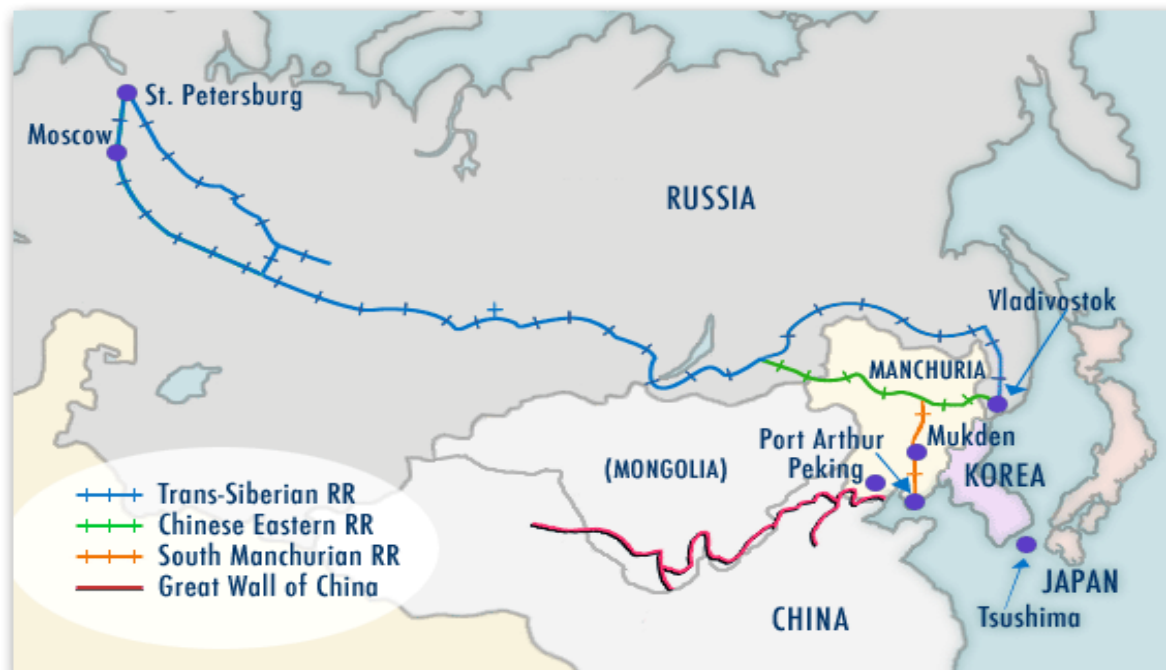 St. Petersburg
Moscow
RUSSIA
Vladivostok
MANCHURIA
Port Arthur
Mukden
Peking
(MONGOLIA)
KOREA
Trans-Siberian RR
Chinese Eastern RR
South Manchurian RR
Great Wall of China
JAPAN
CHINA
Tsushima